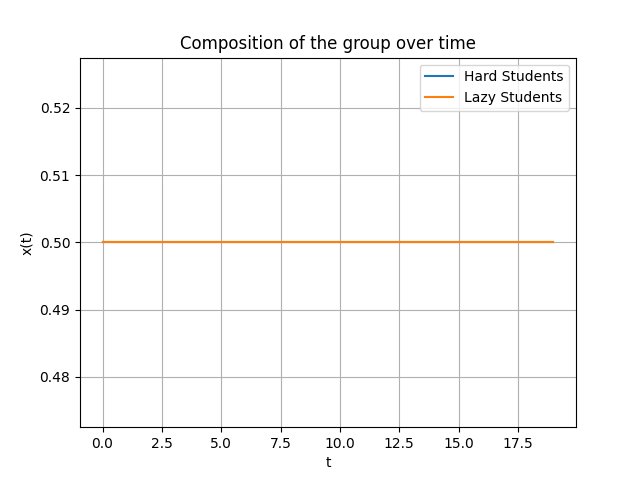 Composition of the group over time
Hard Students
Lazy Students
0.52
0.51
0.50
0.49
0.48
x(t)
0.0 2.5 5.0 7.5 10.0 12.5 15.0 17.5
t